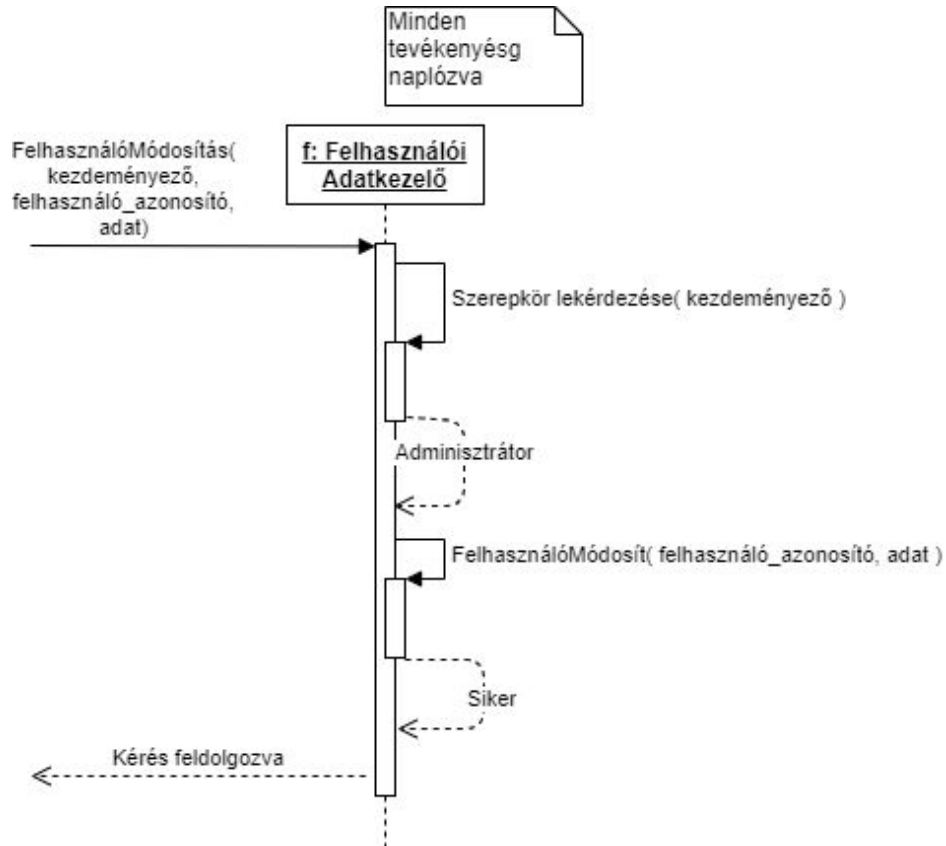 Minden
tevékenyésg
naplózva
FelhasználóMódosítás(
kezdeményező,
felhasználó_azonosító,
adat)
f: Felhasználói
Adatkezelő
Szerepkör lekérdezése( kezdeményező )
Adminisztrátor
FelhasználóMódosít( felhasználó_azonosító, adat )
Siker
Kérés feldolgozva